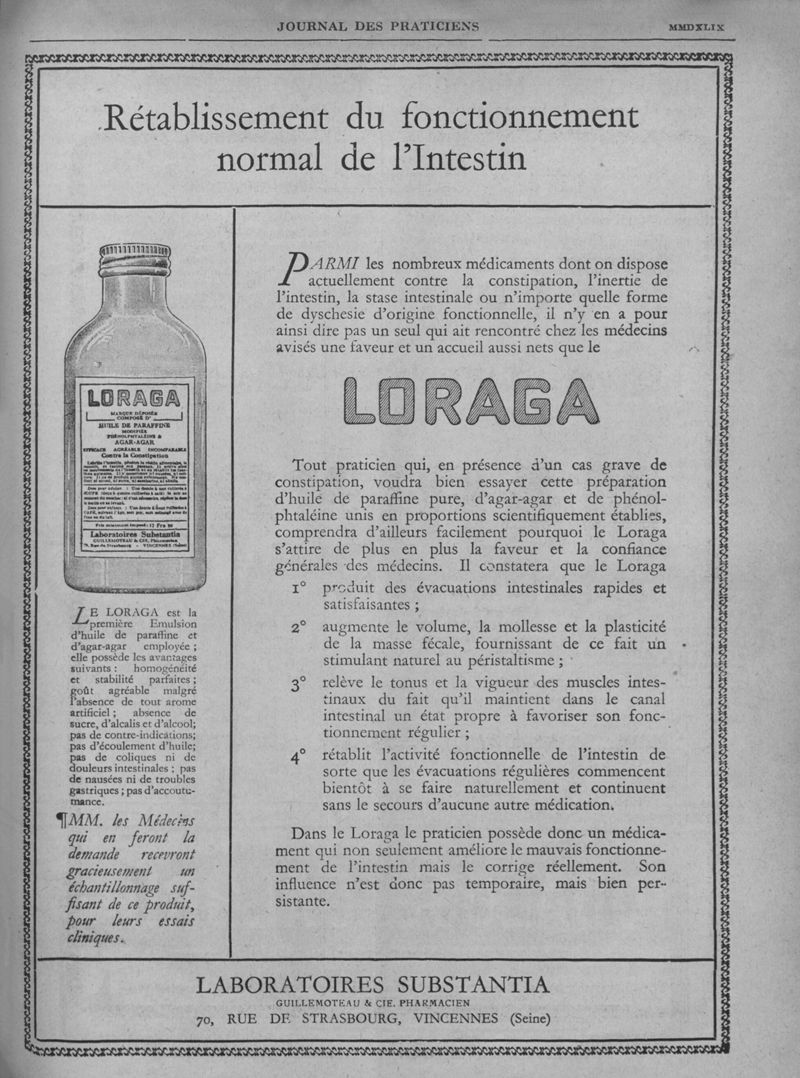 JOURNAL DES PRATICIENS
MMDXLIX
Rétablissement du fonctionnement
normal de l'Intestin
LORAGA
MARQUE DÉPOSÉE
COMPOSÉ D'
HUILE DE PARAFFINE
MODIFIÉE
PHÉNOLPHTALÉINE &
AGAR-AGAR
EFFICACE AGRÉABLE INCOMPARABLE
Contre la Constipation
Laboratoires Substantia
GUILLEMOTEAU & CIE, Pharmacien
LE LORAGA est la
première Emulsion
d'huile de paraffine et
d'agar-agar employée ;
elle possède les avantages
suivants : homogénéité
et stabilité parfaites ;
goût agréable malgré
l'absence de tout arome
artificiel ; absence de
sucre, d'alcalis et d'alcool;
pas de contre-indications;
pas d'écoulement d'huile;
pas de coliques ni de
douleurs intestinales ; pas
de nausées ni de troubles
gastriques ; pas d'accoutu-
mance.
¶MM. les Médecins
qui en feront la
demande recevront
gracieusement un
échantillonnage suf-
fisant de ce produit,
pour leurs essais
cliniques.
PARMI les nombreux médicaments dont on dispose
actuellement contre la constipation, l'inertie de
l'intestin, la stase intestinale ou n'importe quelle forme
de dyschesie d'origine fonctionnelle, il n'y en a pour
ainsi dire pas un seul qui ait rencontré chez les médecins
avisés une faveur et un accueil aussi nets que le
LORAGA
Tout praticien qui, en présence d'un cas grave de
constipation, voudra bien essayer cette préparation
d'huile de paraffine pure, d'agar-agar et de phénol-
phtaléine unis en proportions scientifiquement établies,
comprendra d'ailleurs facilement pourquoi le Loraga
s'attire de plus en plus la faveur et la confiance
générales des médecins. Il constatera que le Loraga
1° produit des évacuations intestinales rapides et
satisfaisantes ;
2° augmente le volume, la mollesse et la plasticité
de la masse fécale, fournissant de ce fait un
stimulant naturel au péristaltisme ;
3° relève le tonus et la vigueur des muscles intes-
tinaux du fait qu'il maintient dans le canal
intestinal un état propre à favoriser son fonc-
tionnement régulier ;
4° rétablit l'activité fonctionnelle de l'intestin de
sorte que les évacuations régulières commencent
bientôt à se faire naturellement et continuent
sans le secours d'aucune autre médication.
Dans le Loraga le praticien possède donc un médica-
ment qui non seulement améliore le mauvais fonctionne-
ment de l'intestin mais le corrige réellement. Son
influence n'est donc pas temporaire, mais bien per-
sistante.
LABORATOIRES SUBSTANTIA
GUILLEMOTEAU & CIE. PHARMACIEN
70, RUE DE STRASBOURG, VINCENNES (Seine)